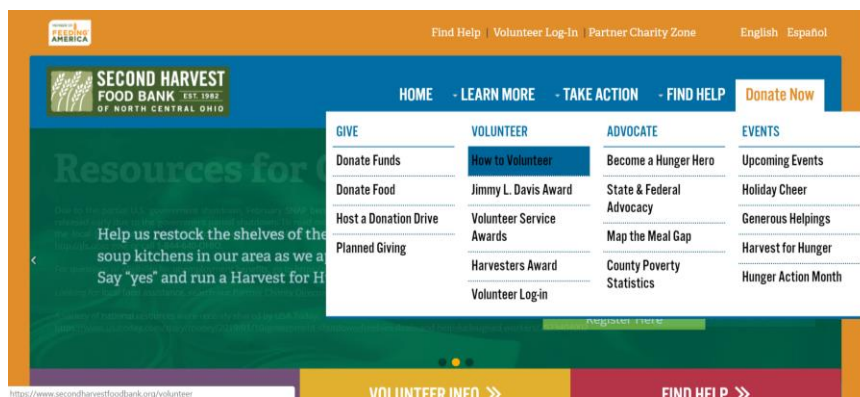 MEMBER OF
FEEDING
AMERICA
Find Help | Volunteer Log-In | Partner Charity Zone English Español
SECOND HARVEST
FOOD BANK EST. 1982
OF NORTH CENTRAL OHIO
HOME LEARN MORE TAKE ACTION FIND HELP Donate Now
GIVE
Donate Funds
Donate Food
Host a Donation Drive
Planned Giving
VOLUNTEER
How to Volunteer
Jimmy L. Davis Award
Volunteer Service
Awards
Harvesters Award
Volunteer Log-in
ADVOCATE
Become a Hunger Hero
State & Federal
Advocacy
Map the Meal Gap
County Poverty
Statistics
EVENTS
Upcoming Events
Holiday Cheer
Generous Helpings
Harvest for Hunger
Hunger Action Month
Resources for
Help us restock the shelves of the
soup kitchens in our area as we
Say "yes" and run a Harvest for
Register Here
VOLUNTEER INFO » FIND HELP »
https://www.secondharvestfoodbank.org/volunteer